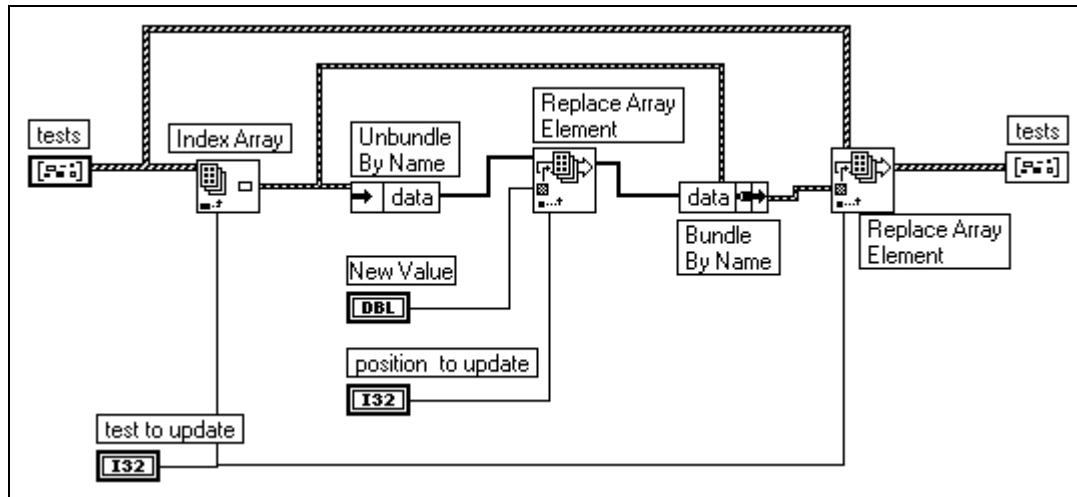 tests
Index Array
Unbundle
By Name
Replace Array
Element
tests
data
data
Bundle
By Name
Replace Array
Element
New Value
DBL
position to update
I32
test to update
I32